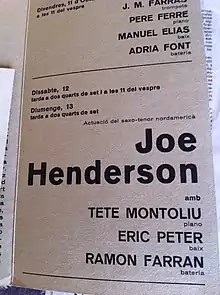 Divendres, 11
a les 11 del vespre
J. M. FARRAS
trompeta
PERE FERRE
piano
MANUEL ELIAS
baix
ADRIA FONT
bateria
Dissabte, 12
tarda a dos quarts de set i a les 11 del vespre
Diumenge, 13
tarda a dos quarts de set
Actuació del saxo-tenor nordamericà
Joe
Henderson
amb
TETE MONTOLIU
piano
ERIC PETER
baix
RAMON FARRAN
bateria